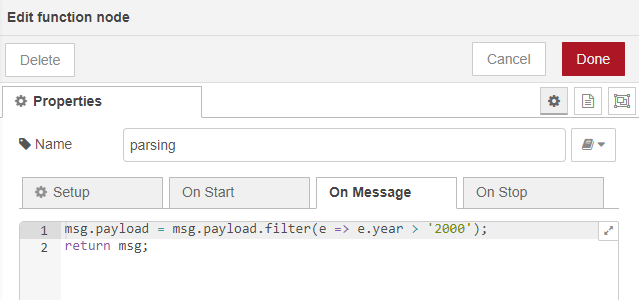 Edit function node
Delete
Cancel
Done
Properties
Name
parsing
Setup
On Start
On Message
On Stop
1 msg.payload = msg.payload.filter(e => e.year > '2000');
2 return msg;